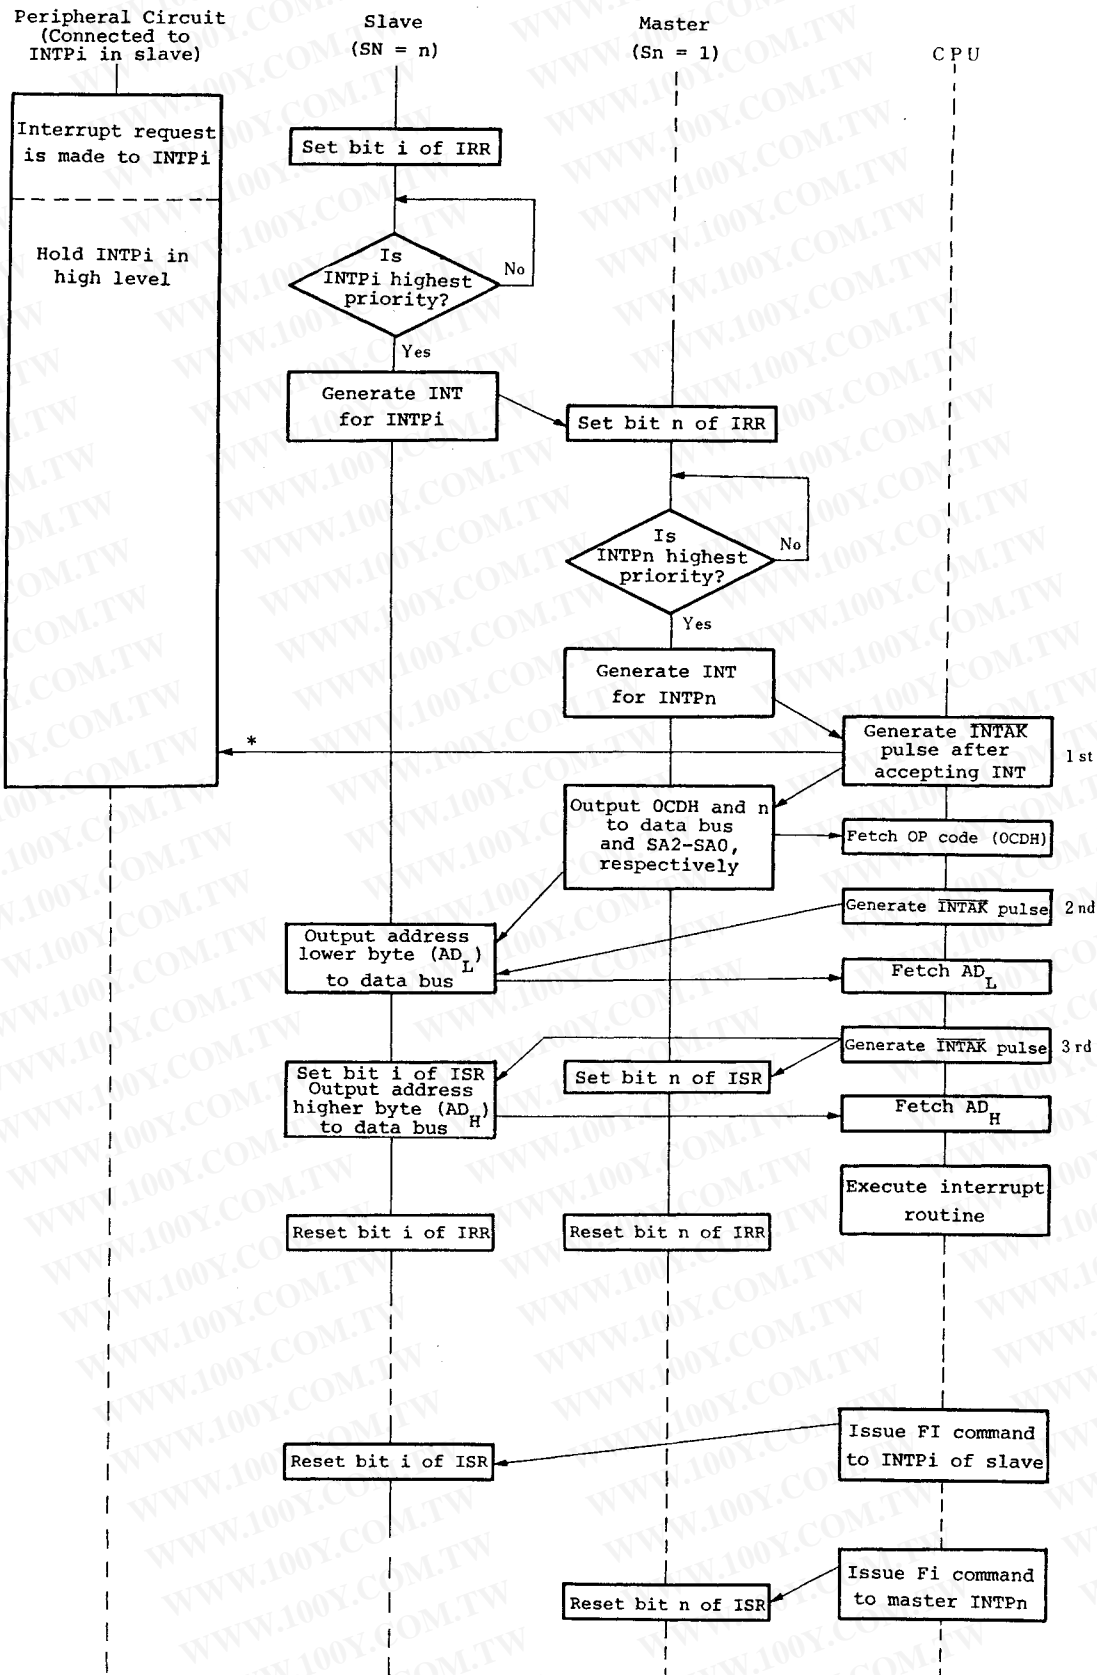 Peripheral Circuit
(Connected to
INTPi in slave)
Slave
(SN = n)
Master
(Sn = 1)
CPU
Interrupt request
is made to INTPi
Hold INTPi in
high level
Set bit i of IRR
Is
INTPi highest
priority?
No
Yes
Generate INT
for INTPi
Set bit n of IRR
Is
INTPn highest
priority?
No
Yes
Generate INT
for INTPn
*
Generate INTAK
pulse after
accepting INT
1st
Output OCDH and n
to data bus
and SA2-SA0,
respectively
Fetch OP code (OCDH)
Generate INTAK pulse
2nd
Output address
lower byte (ADL)
to data bus
Fetch ADL
Generate INTAK pulse
3rd
Set bit i of ISR
Output address
higher byte (ADH)
to data bus
Set bit n of ISR
Fetch ADH
Execute interrupt
routine
Reset bit i of IRR
Reset bit n of IRR
Issue FI command
to INTPi of slave
Reset bit i of ISR
Issue Fi command
to master INTPn
Reset bit n of ISR
WWW.100Y.COM.TW